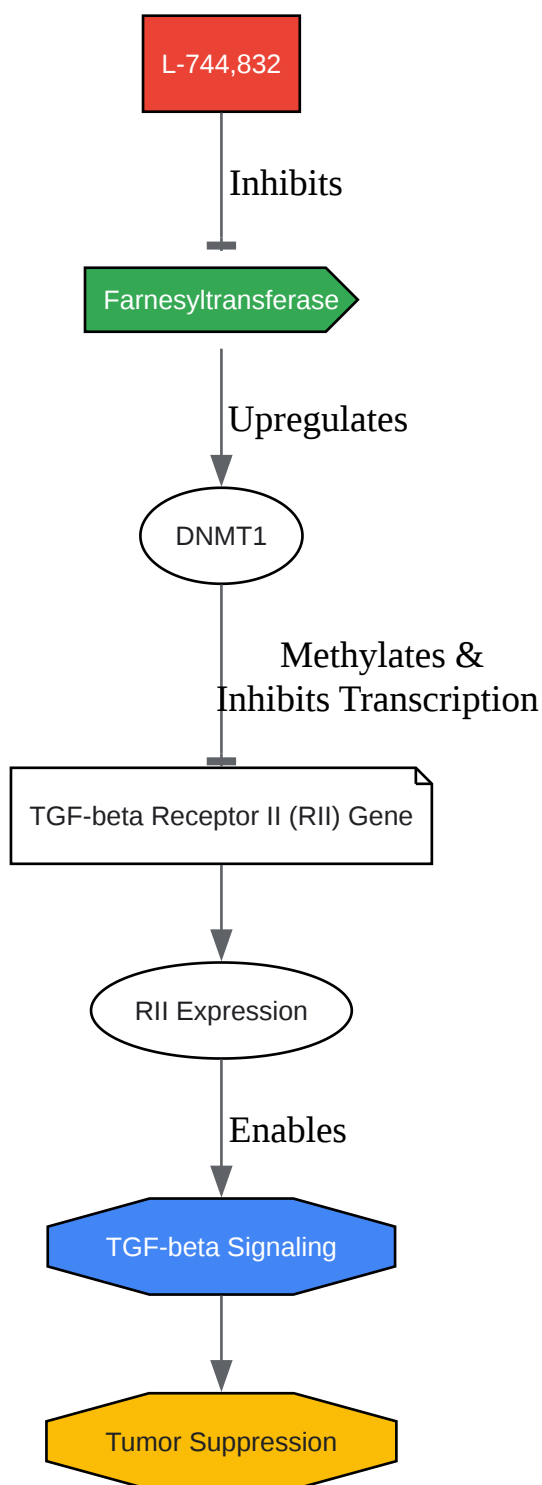 L-744,832
Inhibits
Farnesyltransferase
Upregulates
DNMT1
Methylates &
Inhibits Transcription
TGF-beta Receptor II (RII) Gene
RII Expression
Enables
TGF-beta Signaling
Tumor Suppression